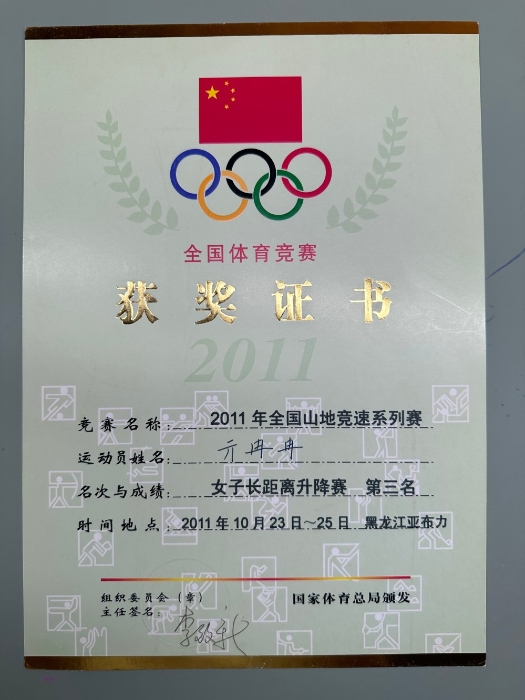 全国体育竞赛
获奖证书
2011
竞赛名称： 2011年全国山地竞速系列赛
运动员姓名： 亓冉冉
名次与成绩： 女子长距离升降赛 第三名
时间地点： 2011年10月23日～25日 黑龙江亚布力
组织委员会（章）
主任签名：
国家体育总局颁发